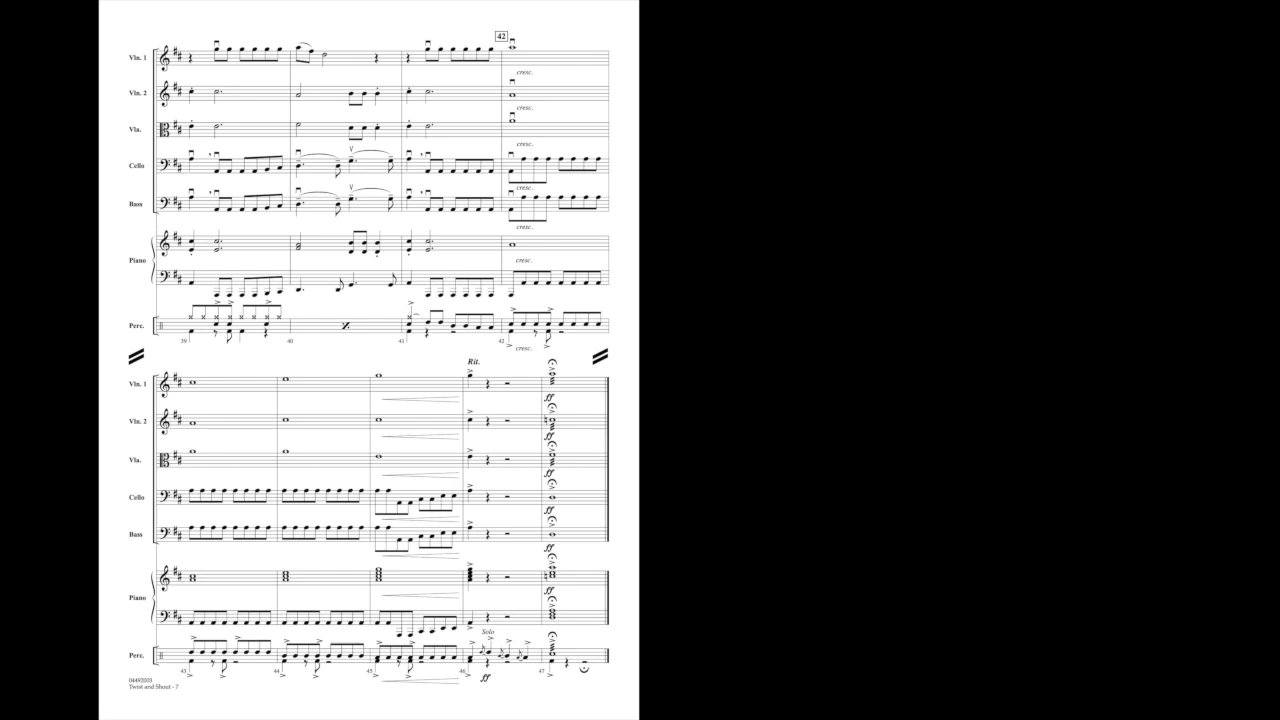 42
Vln. 1
cresc.
Vln. 2
cresc.
Vla.
cresc.
Cello
cresc.
Bass
cresc.
Piano
cresc.
Perc.
39 40 41 42 cresc.
Rit.
Vln. 1
ff
Vln. 2
ff
Vla.
ff
Cello
ff
Bass
ff
Piano
ff
Solo
Perc.
43 44 45 46 ff 47
04492003
Twist and Shout - 7